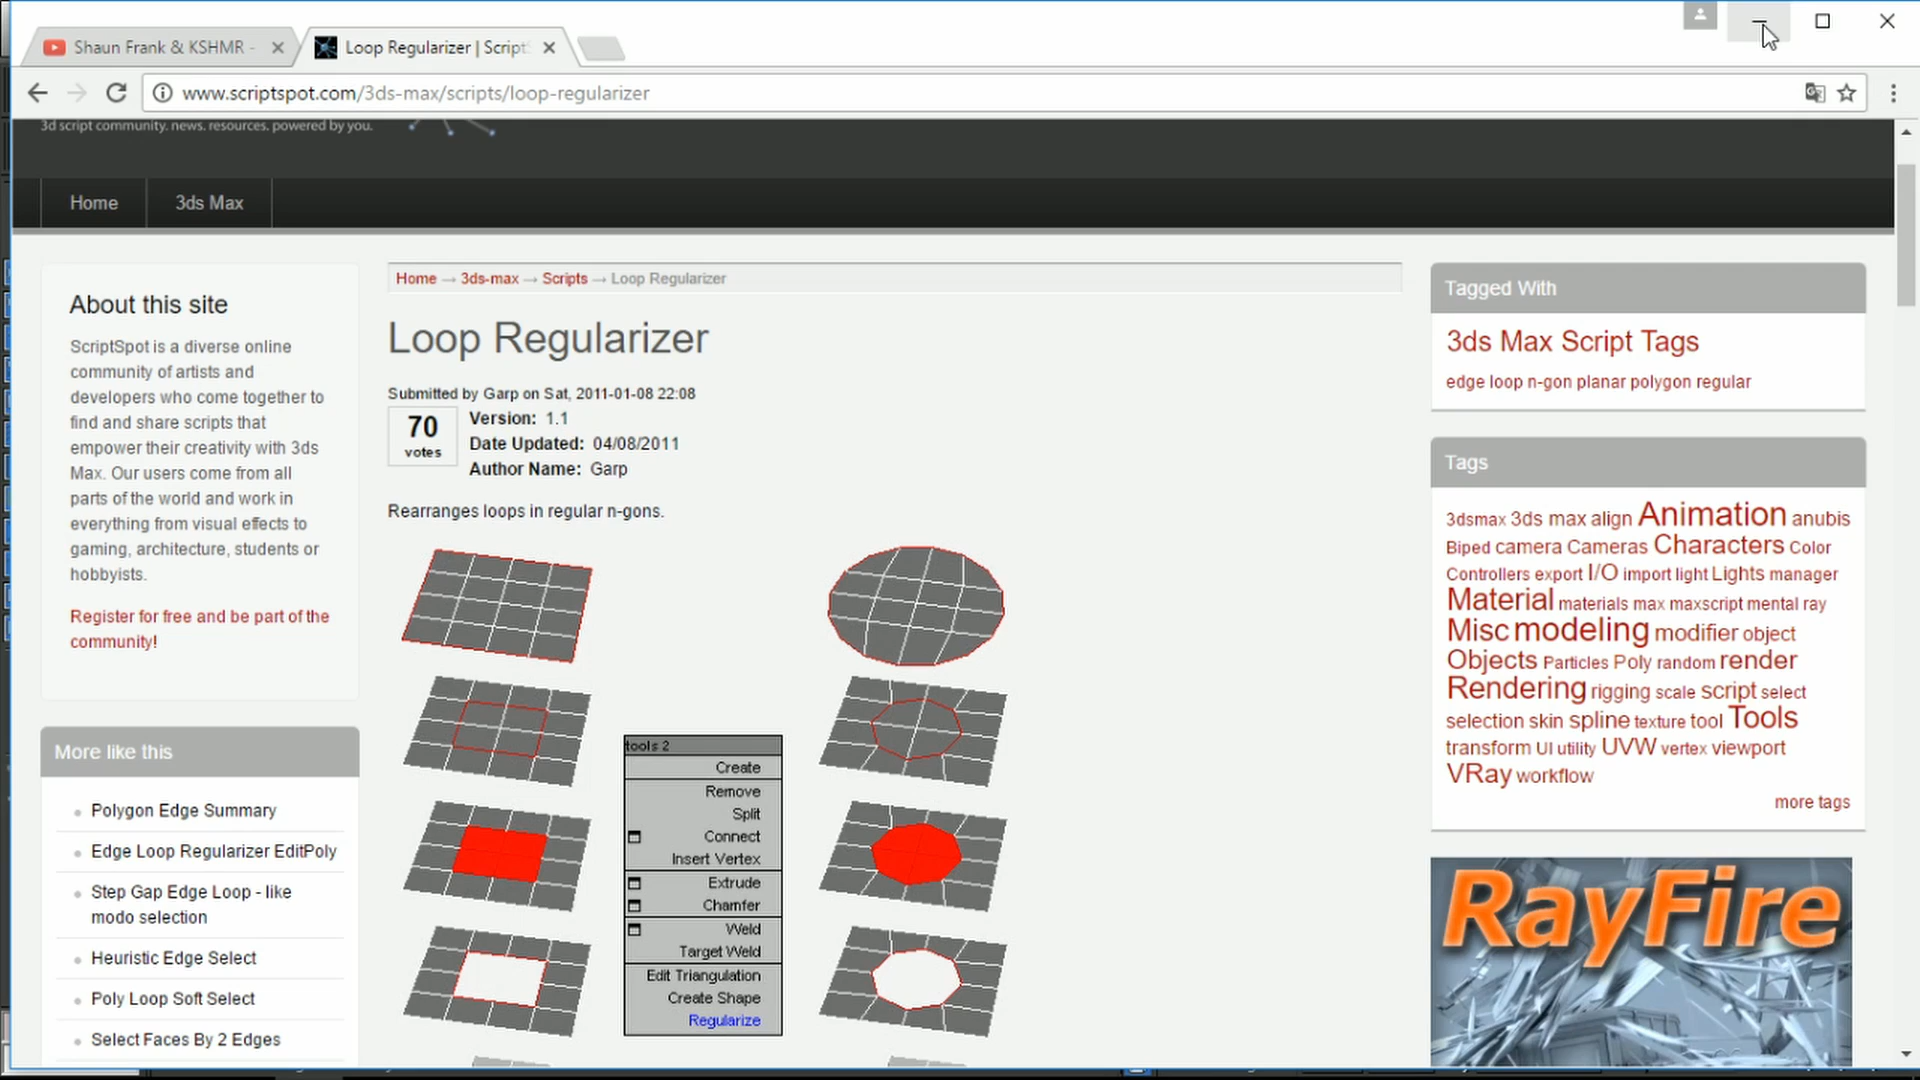 Shaun Frank & KSHMR -
Loop Regularizer | Script
www.scriptspot.com/3ds-max/scripts/loop-regularizer
3d script community. news. resources. powered by you.
Home
3ds Max
About this site
ScriptSpot is a diverse online
community of artists and
developers who come together to
find and share scripts that
empower their creativity with 3ds
Max. Our users come from all
parts of the world and work in
everything from visual effects to
gaming, architecture, students or
hobbyists.
Register for free and be part of the
community!
More like this
Polygon Edge Summary
Edge Loop Regularizer EditPoly
Step Gap Edge Loop - like
modo selection
Heuristic Edge Select
Poly Loop Soft Select
Select Faces By 2 Edges
Home → 3ds-max → Scripts → Loop Regularizer
Loop Regularizer
Submitted by Garp on Sat, 2011-01-08 22:08
70
votes
Version: 1.1
Date Updated: 04/08/2011
Author Name: Garp
Rearranges loops in regular n-gons.
tools 2
Create
Remove
Split
Connect
Insert Vertex
Extrude
Chamfer
Weld
Target Weld
Edit Triangulation
Create Shape
Regularize
Tagged With
3ds Max Script Tags
edge loop n-gon planar polygon regular
Tags
3dsmax 3ds max align Animation anubis
Biped camera Cameras Characters Color
Controllers export I/O import light Lights manager
Material materials max maxscript mental ray
Misc modeling modifier object
Objects Particles Poly random render
Rendering rigging scale script select
selection skin spline texture tool Tools
transform UI utility UVW vertex viewport
VRay workflow
more tags
RayFire